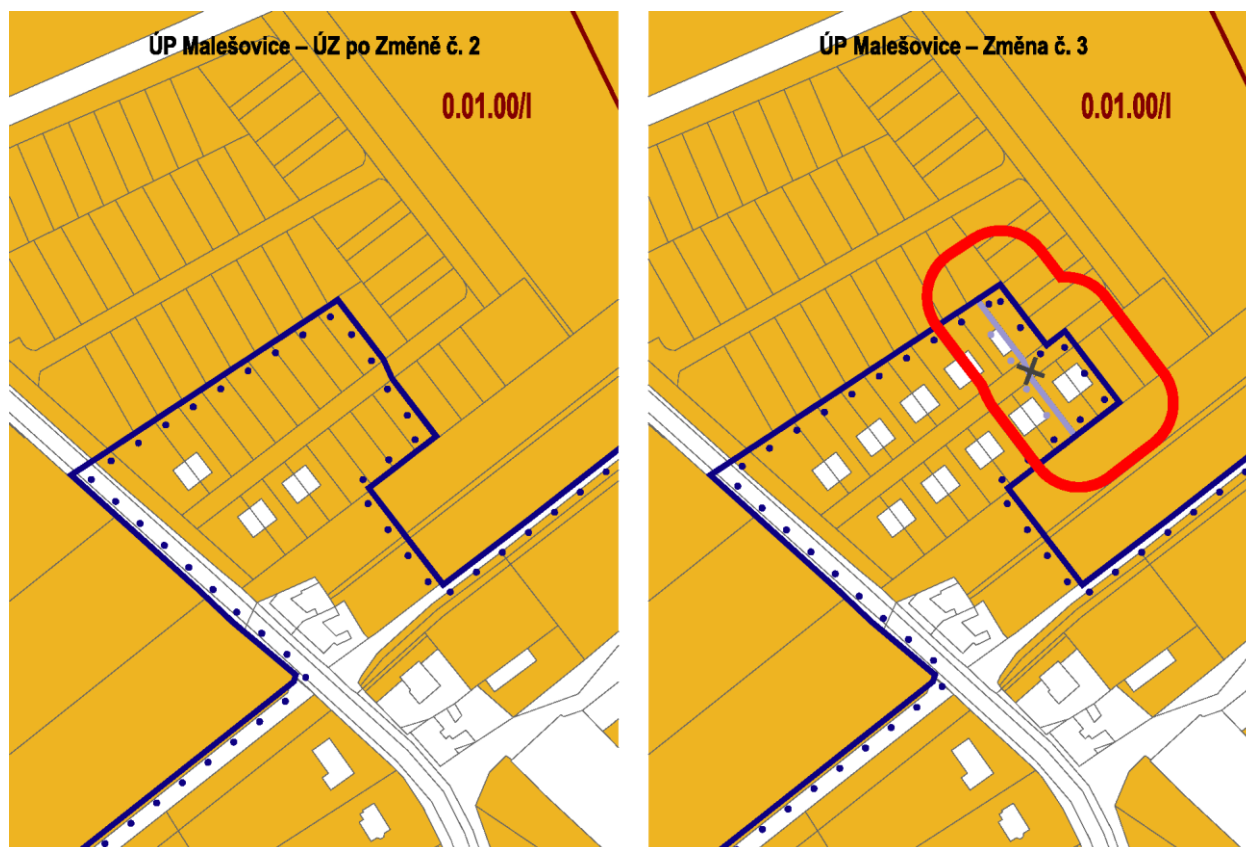 ÚP Malešovice – ÚZ po Změně č. 2
0.01.00/I
ÚP Malešovice – Změna č. 3
0.01.00/I